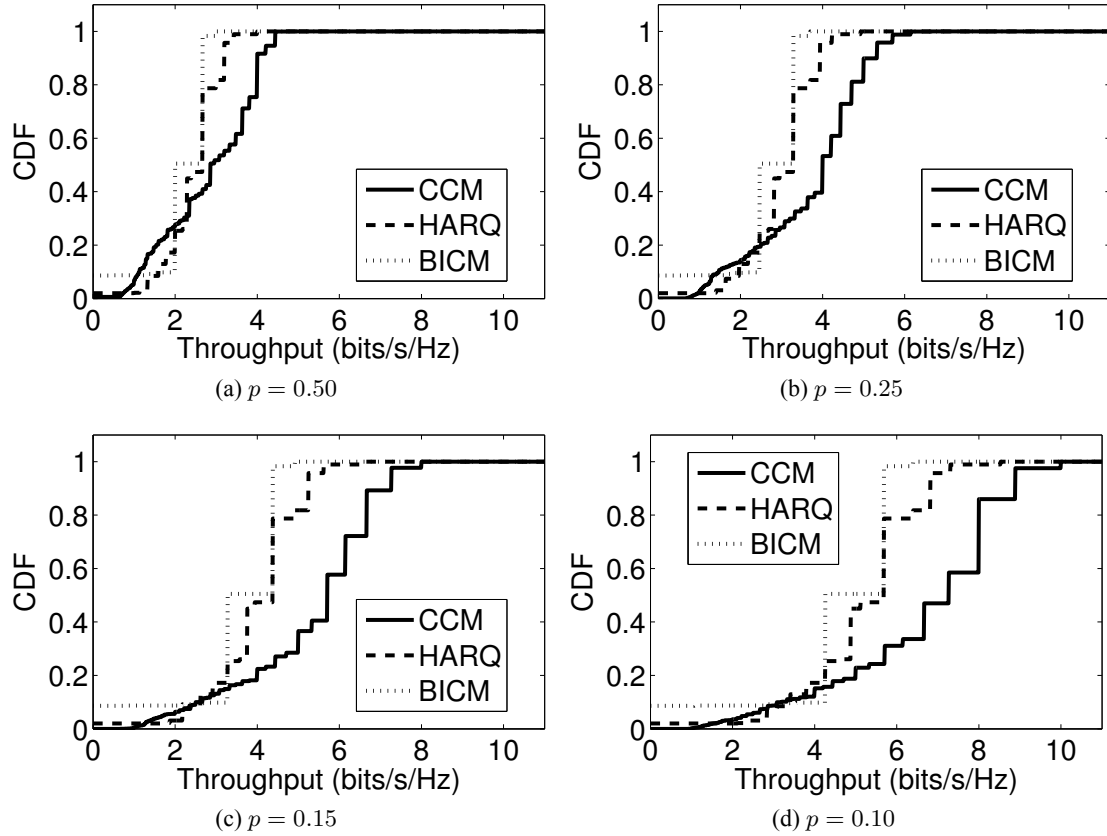 1
0.8
0.6
0.4
0.2
0
CDF
0 2 4 6 8 10
Throughput (bits/s/Hz)
CCM
HARQ
BICM
(a) p = 0.50
1
0.8
0.6
0.4
0.2
0
CDF
0 2 4 6 8 10
Throughput (bits/s/Hz)
CCM
HARQ
BICM
(b) p = 0.25
1
0.8
0.6
0.4
0.2
0
CDF
0 2 4 6 8 10
Throughput (bits/s/Hz)
CCM
HARQ
BICM
(c) p = 0.15
1
0.8
0.6
0.4
0.2
0
CDF
0 2 4 6 8 10
Throughput (bits/s/Hz)
CCM
HARQ
BICM
(d) p = 0.10